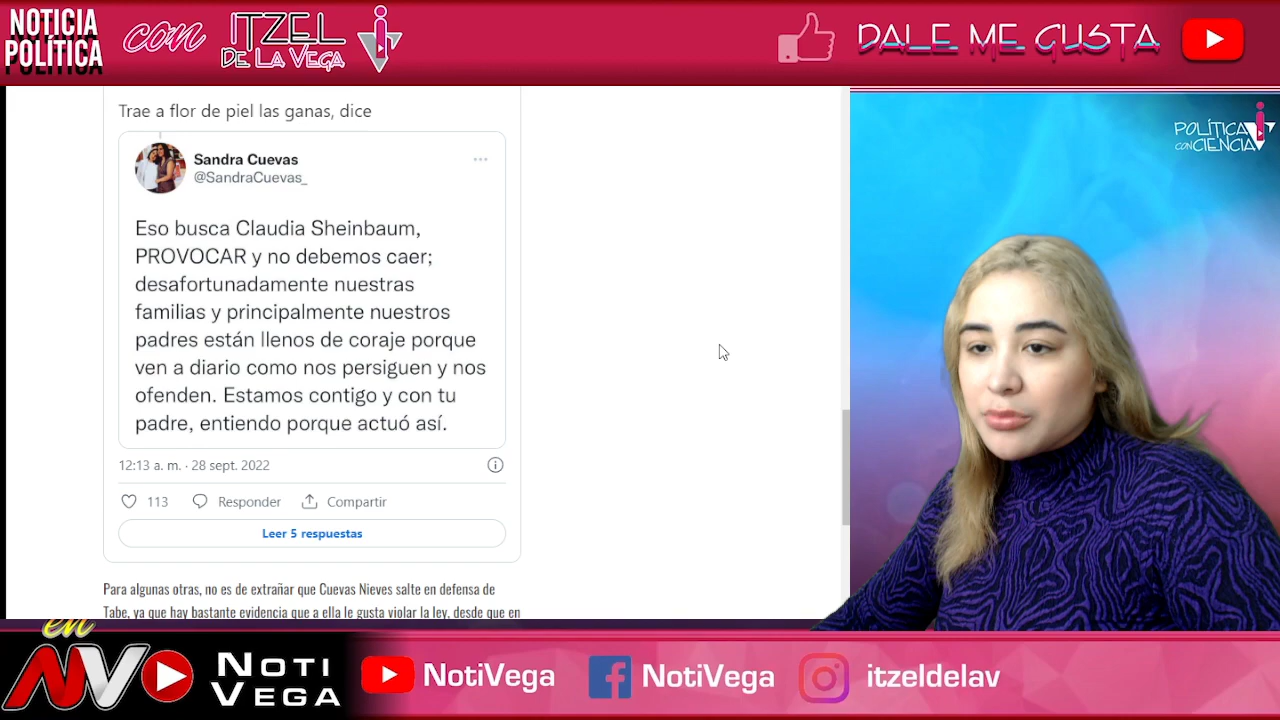 NOTICIA
POLÍTICA
con
ITZEL
DE LA VEGA
DALE ME GUSTA
POLÍTICA
CON CIENCIA
Trae a flor de piel las ganas, dice
Sandra Cuevas
@SandraCuevas_
Eso busca Claudia Sheinbaum,
PROVOCAR y no debemos caer;
desafortunadamente nuestras
familias y principalmente nuestros
padres están llenos de coraje porque
ven a diario como nos persiguen y nos
ofenden. Estamos contigo y con tu
padre, entiendo porque actuó así.
12:13 a. m. · 28 sept. 2022
113 Responder Compartir
Leer 5 respuestas
Para algunas otras, no es de extrañar que Cuevas Nieves salte en defensa de
Tabe, ya que hay bastante evidencia que a ella le gusta violar la ley, desde que en
en
NV
NOTI
VEGA
NotiVega
NotiVega
itzeldelav